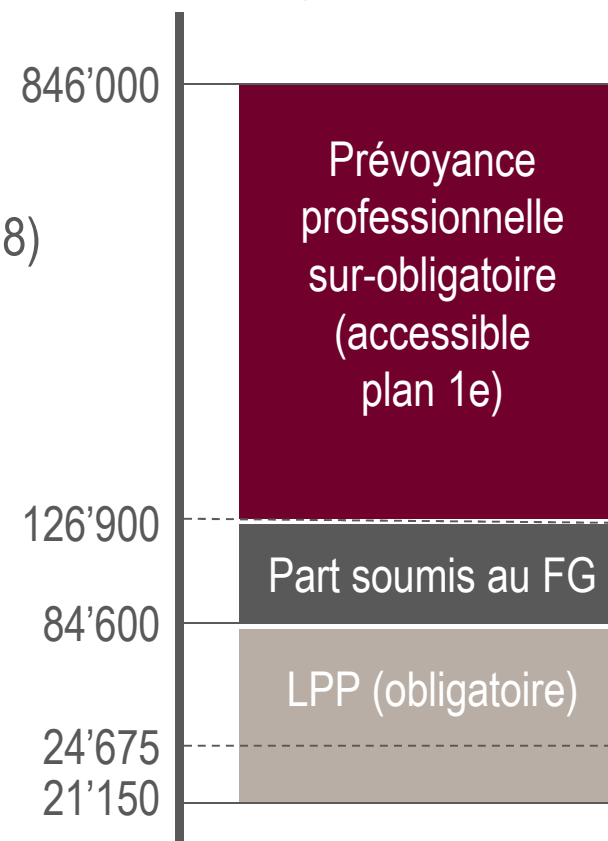 846’000
Prévoyance
professionnelle
8)
sur-obligatoire
(accessible
plan 1e)
126’900
Part soumis au FG
84’600
LPP (obligatoire)
24’675
21’150